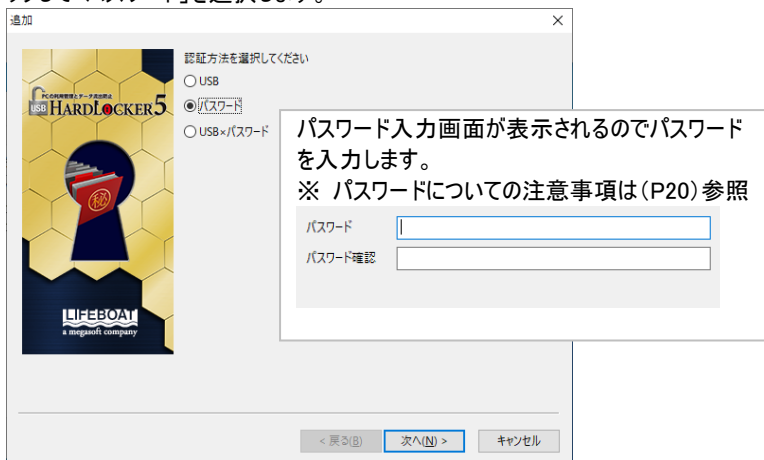 追加
認証方法を選択してください
USB
パスワード
USB×パスワード
PCの利用管理とデータ流出防止
USB HARDLOCKER5
秘
LIFEBOAT
a megasoft company
パスワード入力画面が表示されるのでパスワード
を入力します。
※ パスワードについての注意事項は(P20)参照
パスワード
パスワード確認
< 戻る(B)
次へ(N) >
キャンセル